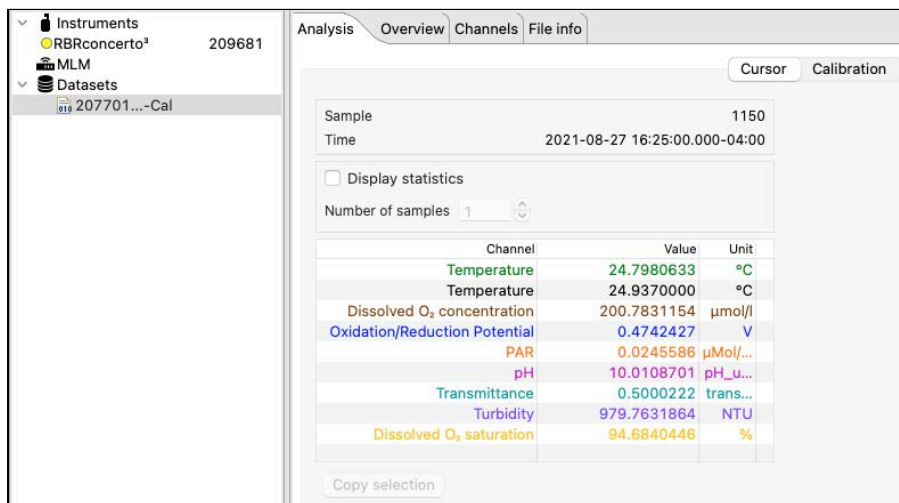 Instruments
RBRconcerto³ 209681
MLM
Datasets
207701...-Cal
Analysis Overview Channels File info
Cursor Calibration
Sample 1150
Time 2021-08-27 16:25:00.000-04:00
Display statistics
Number of samples 1
Channel Value Unit
Temperature 24.7980633 °C
Temperature 24.9370000 °C
Dissolved O₂ concentration 200.7831154 µmol/l
Oxidation/Reduction Potential 0.4742427 V
PAR 0.0245586 µMol/...
pH 10.0108701 pH_u...
Transmittance 0.5000222 trans...
Turbidity 979.7631864 NTU
Dissolved O₂ saturation 94.6840446 %
Copy selection